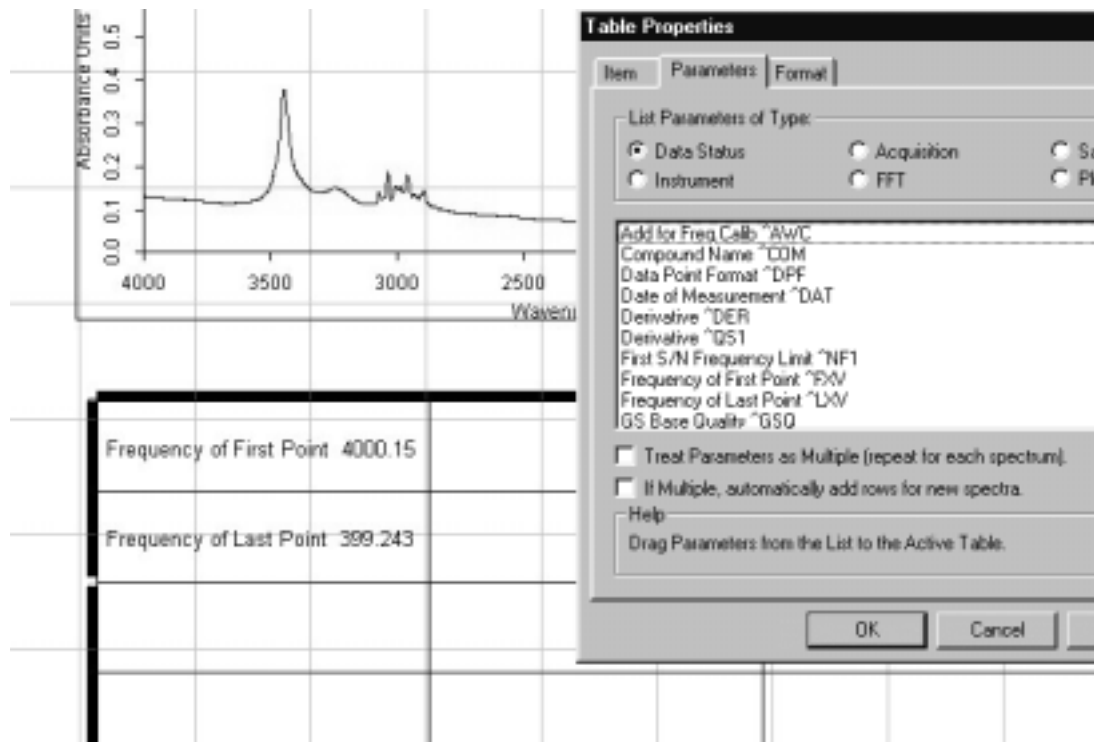 Absorbance Units
0.5
0.4
0.3
0.2
0.1
0.0
4000 3500 3000 2500
Frequency of First Point 4000.15
Frequency of Last Point 399.243
Table Properties
Item Parameters Format
List Parameters of Type:
Data Status Acquisition
Instrument FFT
Add for Freq.Calib ^AWC
Compound Name ^COM
Data Point Format ^DPF
Date of Measurement ^DAT
Derivative ^DER
Derivative ^QS1
First S/N Frequency Limit ^NF1
Frequency of First Point ^FXV
Frequency of Last Point ^LXV
GS Base Quality ^GSQ
Treat Parameters as Multiple (repeat for each spectrum).
If Multiple, automatically add rows for new spectra.
Help
Drag Parameters from the List to the Active Table.
OK Cancel